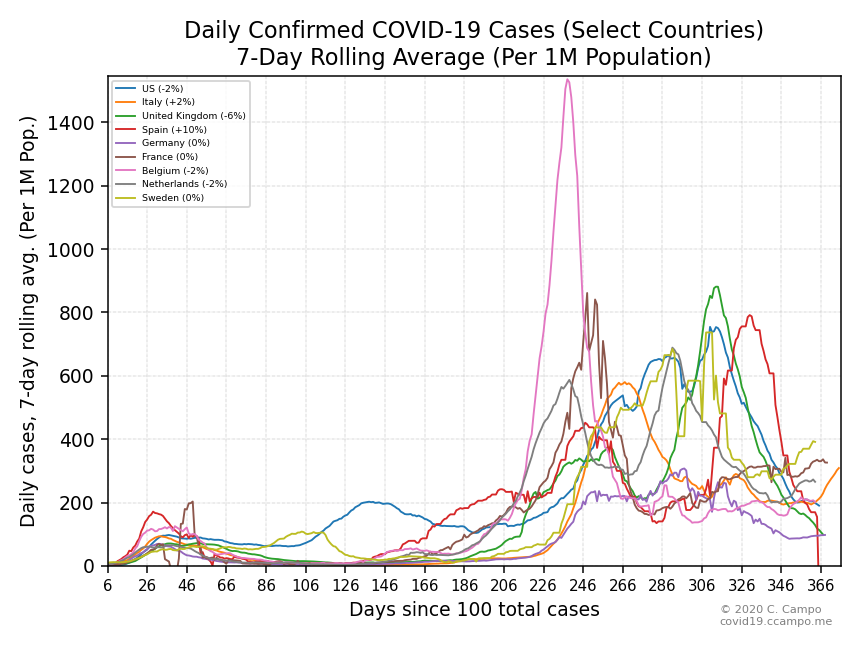 Daily Confirmed COVID-19 Cases (Select Countries)
7-Day Rolling Average (Per 1M Population)
Daily cases, 7-day rolling avg. (Per 1M Pop.)
1400
1200
1000
800
600
400
200
0
US (-2%)
Italy (+2%)
United Kingdom (-6%)
Spain (+10%)
Germany (0%)
France (0%)
Belgium (-2%)
Netherlands (-2%)
Sweden (0%)
6 26 46 66 86 106 126 146 166 186 206 226 246 266 286 306 326 346 366
Days since 100 total cases
© 2020 C. Campo
covid19.ccampo.me